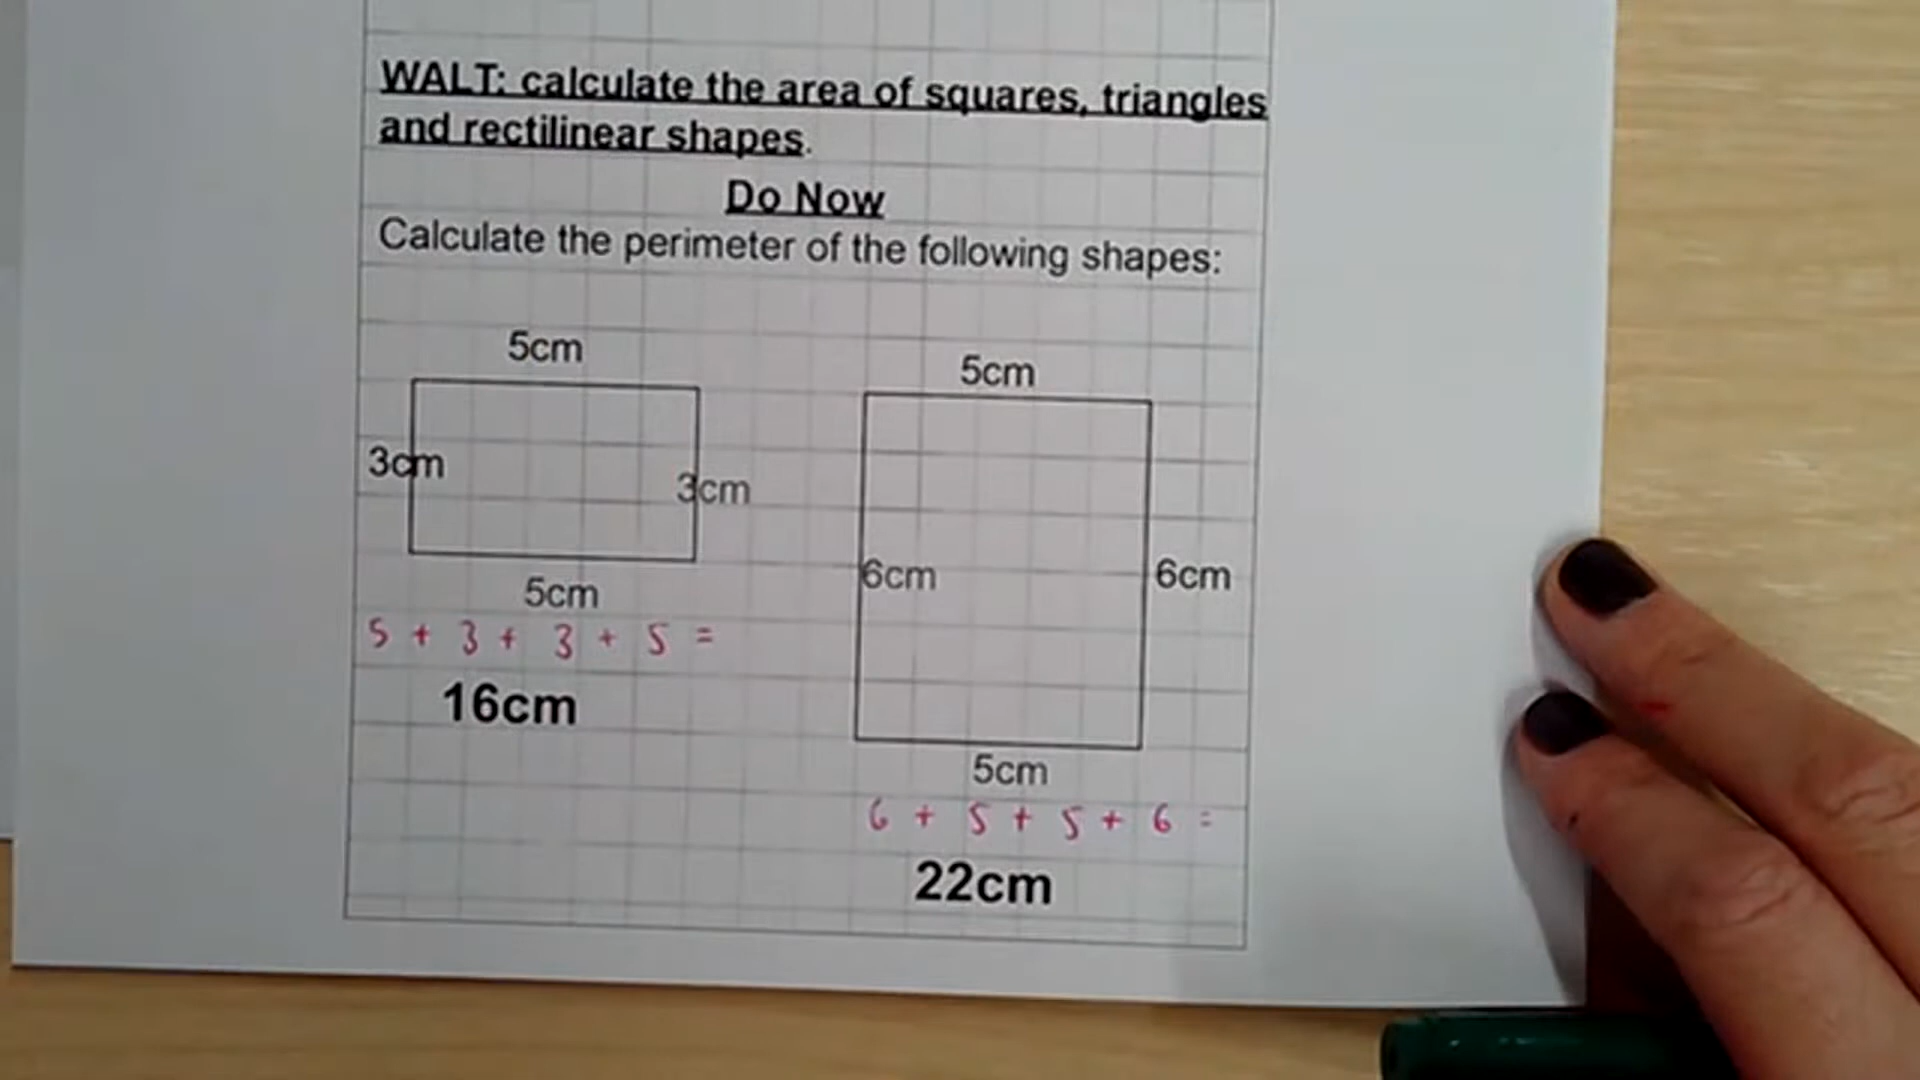 WALT: calculate the area of squares, triangles
and rectilinear shapes.
Do Now
Calculate the perimeter of the following shapes:
5cm
3cm
3cm
5cm
5 + 3 + 3 + 5 =
16cm
5cm
6cm
6cm
5cm
6 + 5 + 5 + 6 =
22cm